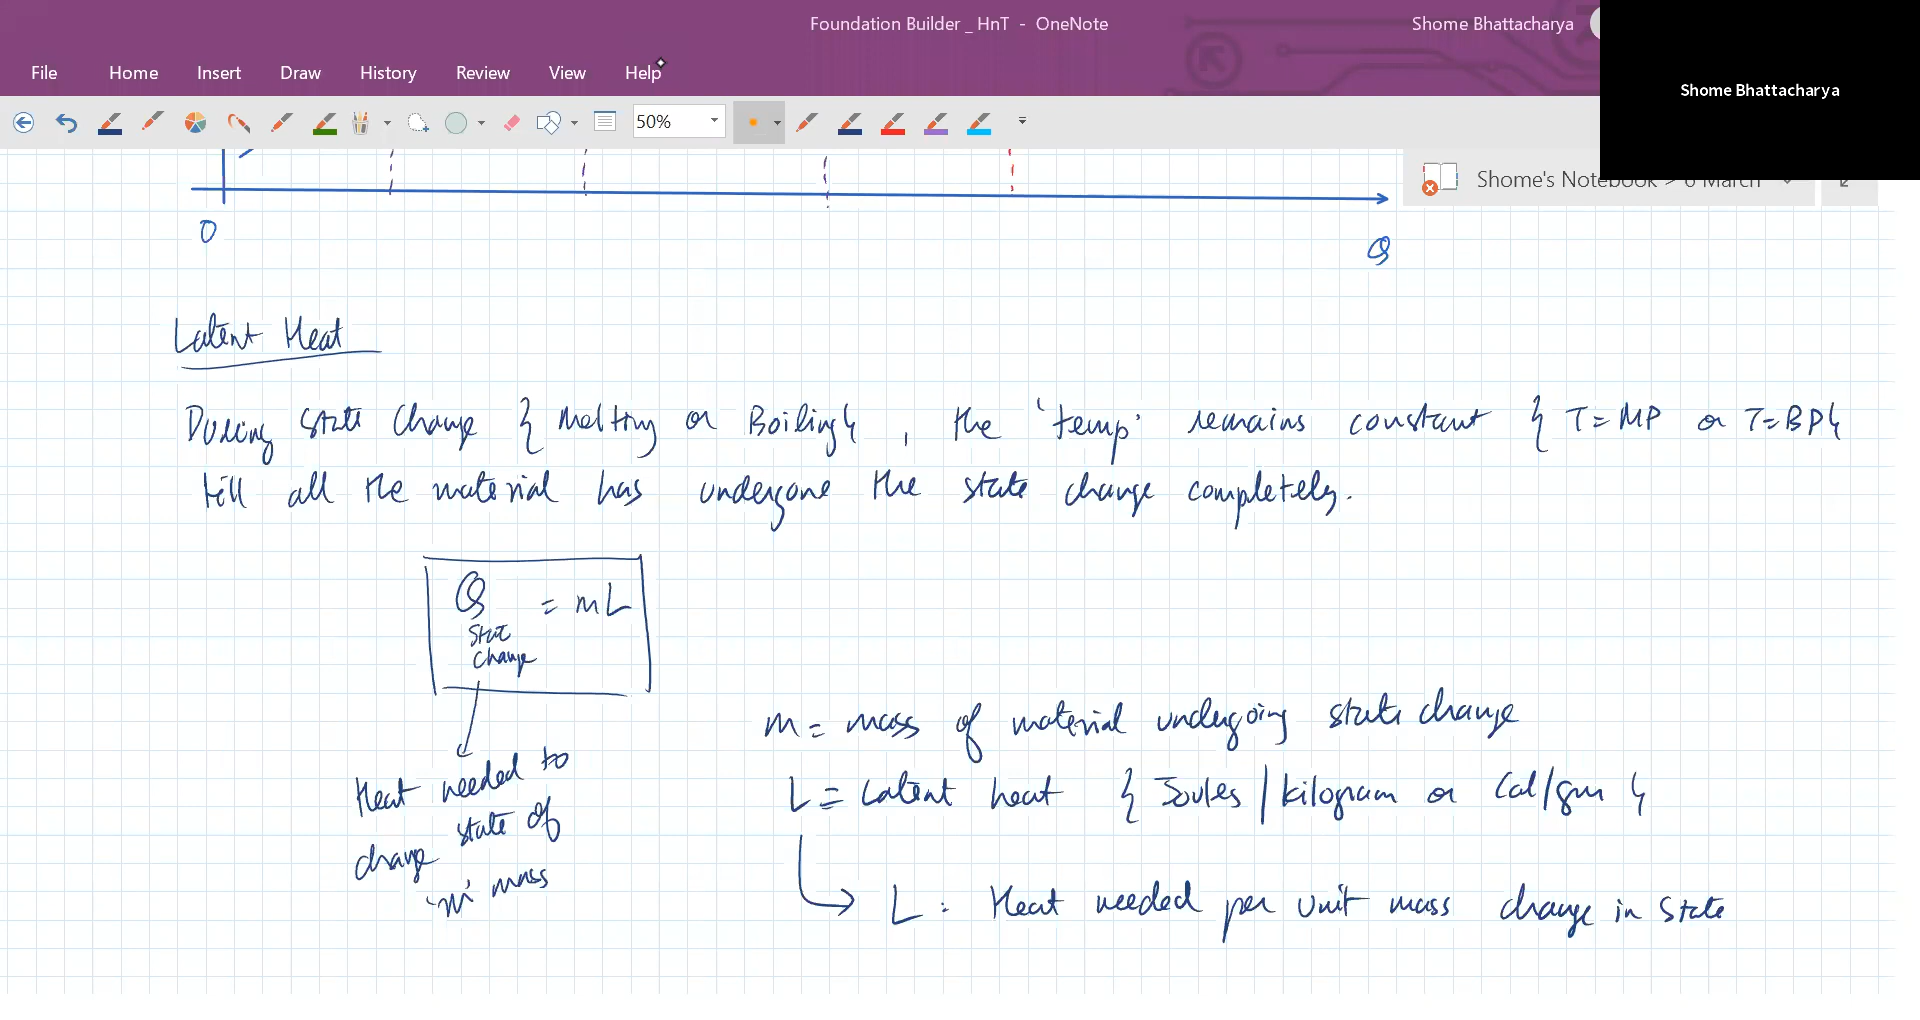 Foundation Builder _ HnT - OneNote
Shome Bhattacharya
Shome Bhattacharya
File Home Insert Draw History Review View Help
50%
Shome's Notebook > 6 March
0
Q
Latent Heat
During state change { Melting or Boiling } , the 'temp' remains constant { T = MP or T = BP }
till all the material has undergone the state change completely.
Q = mL
state
change
Heat needed to
change state of
'm' mass
m = mass of material undergoing state change
L = Latent heat { Joules / kilogram or Cal/gm }
L : Heat needed per unit mass change in state